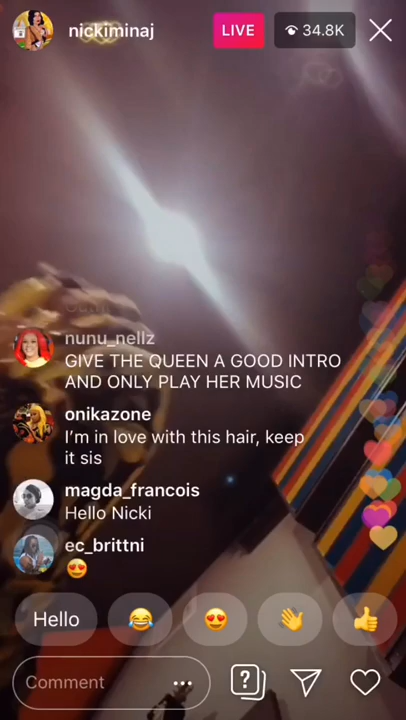 nickiminaj
LIVE
34.8K
nunu_nellz
GIVE THE QUEEN A GOOD INTRO
AND ONLY PLAY HER MUSIC
onikazone
I’m in love with this hair, keep
it sis
magda_francois
Hello Nicki
ec_brittni
😍
Hello
Comment